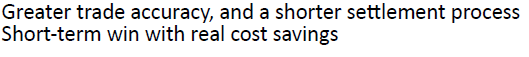 Greater trade accuracy, and a shorter settlement process
Short-term win with real cost savings